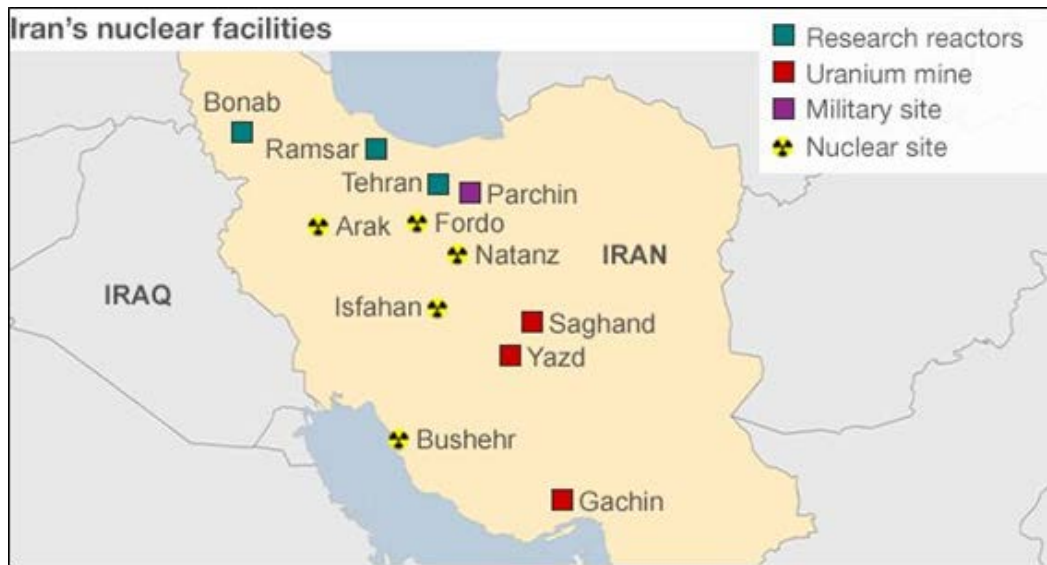 Iran's nuclear facilities
Research reactors
Uranium mine
Military site
Nuclear site
Bonab
Ramsar
Tehran
Parchin
Arak
Fordo
Natanz
IRAN
IRAQ
Isfahan
Saghand
Yazd
Bushehr
Gachin